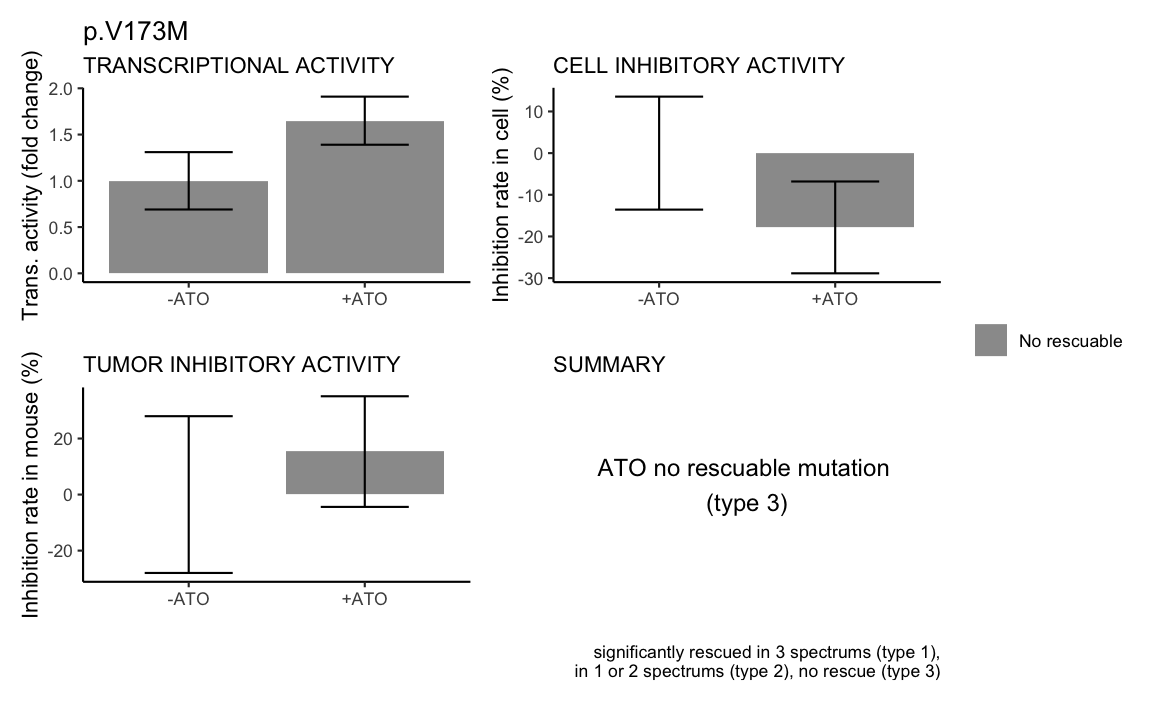 p.V173M
TRANSCRIPTIONAL ACTIVITY
Trans. activity (fold change)
2.0
1.5
1.0
0.5
0.0
-ATO
+ATO
CELL INHIBITORY ACTIVITY
Inhibition rate in cell (%)
10
0
-10
-20
-30
-ATO
+ATO
No rescuable
TUMOR INHIBITORY ACTIVITY
Inhibition rate in mouse (%)
20
0
-20
-ATO
+ATO
SUMMARY
ATO no rescuable mutation
(type 3)
significantly rescued in 3 spectrums (type 1),
in 1 or 2 spectrums (type 2), no rescue (type 3)